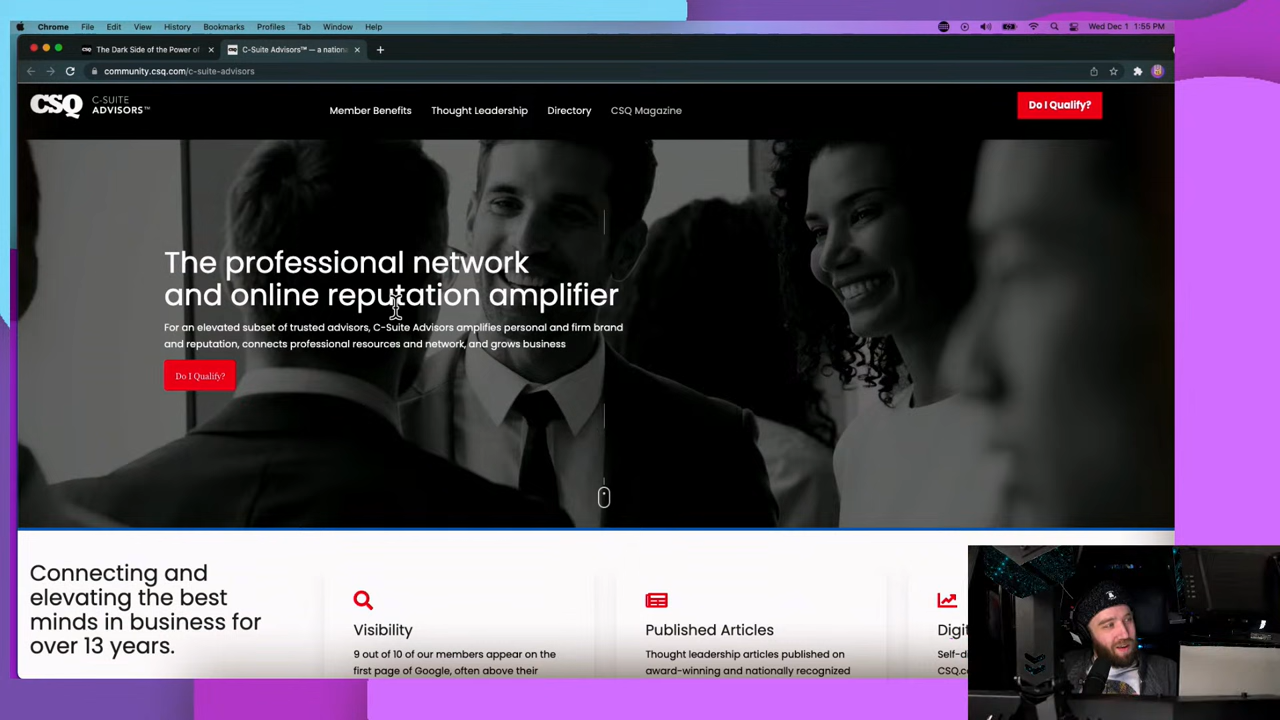 Chrome File Edit View History Bookmarks Profiles Tab Window Help
Wed Dec 1 1:55 PM
CSQ The Dark Side of the Power of
CSQ C-Suite Advisors™ — a nation
community.csq.com/c-suite-advisors
CSQ C-SUITE
ADVISORS™
Member Benefits Thought Leadership Directory CSQ Magazine
Do I Qualify?
The professional network
and online reputation amplifier
For an elevated subset of trusted advisors, C-Suite Advisors amplifies personal and firm brand
and reputation, connects professional resources and network, and grows business
Do I Qualify?
Connecting and
elevating the best
minds in business for
over 13 years.
Visibility
9 out of 10 of our members appear on the
first page of Google, often above their
Published Articles
Thought leadership articles published on
award-winning and nationally recognized
Digit
Self-d
CSQ.c